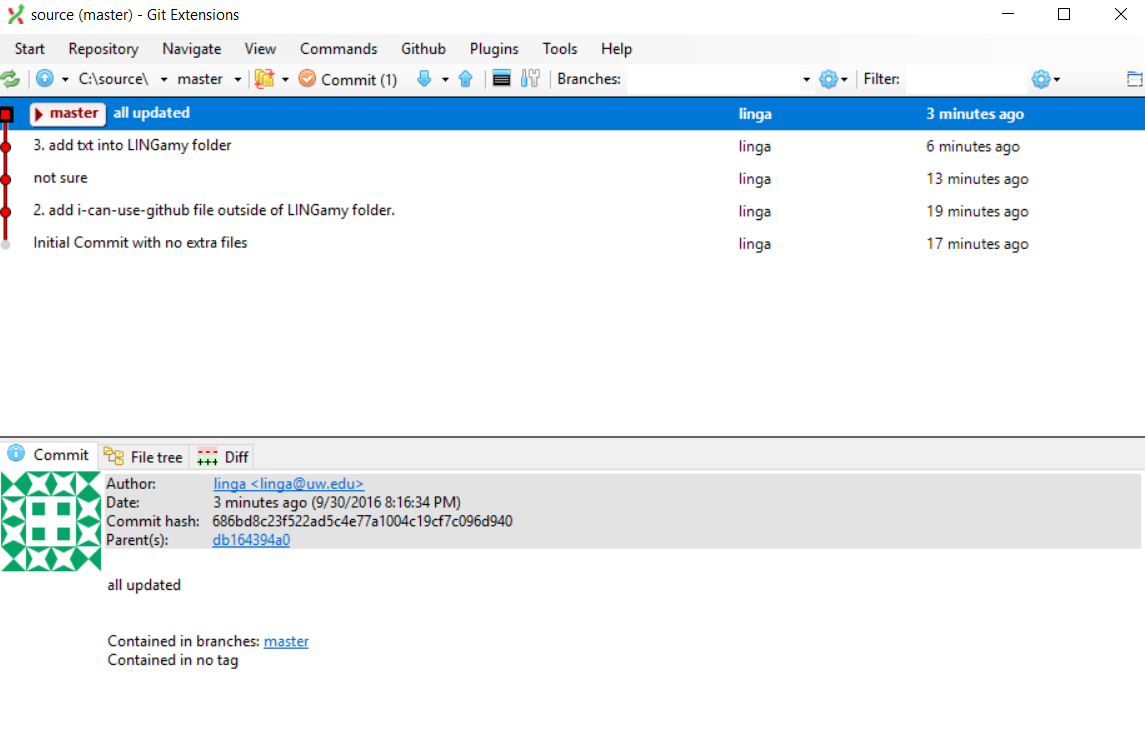 source (master) - Git Extensions
Start Repository Navigate View Commands Github Plugins Tools Help
C:\source\ master Commit (1) Branches: Filter:
master all updated linga 3 minutes ago
3. add txt into LINGamy folder linga 6 minutes ago
not sure linga 13 minutes ago
2. add i-can-use-github file outside of LINGamy folder. linga 19 minutes ago
Initial Commit with no extra files linga 17 minutes ago
Commit File tree Diff
Author: linga <linga@uw.edu>
Date: 3 minutes ago (9/30/2016 8:16:34 PM)
Commit hash: 686bd8c23f522ad5c4e77a1004c19cf7c096d940
Parent(s): db164394a0
all updated
Contained in branches: master
Contained in no tag